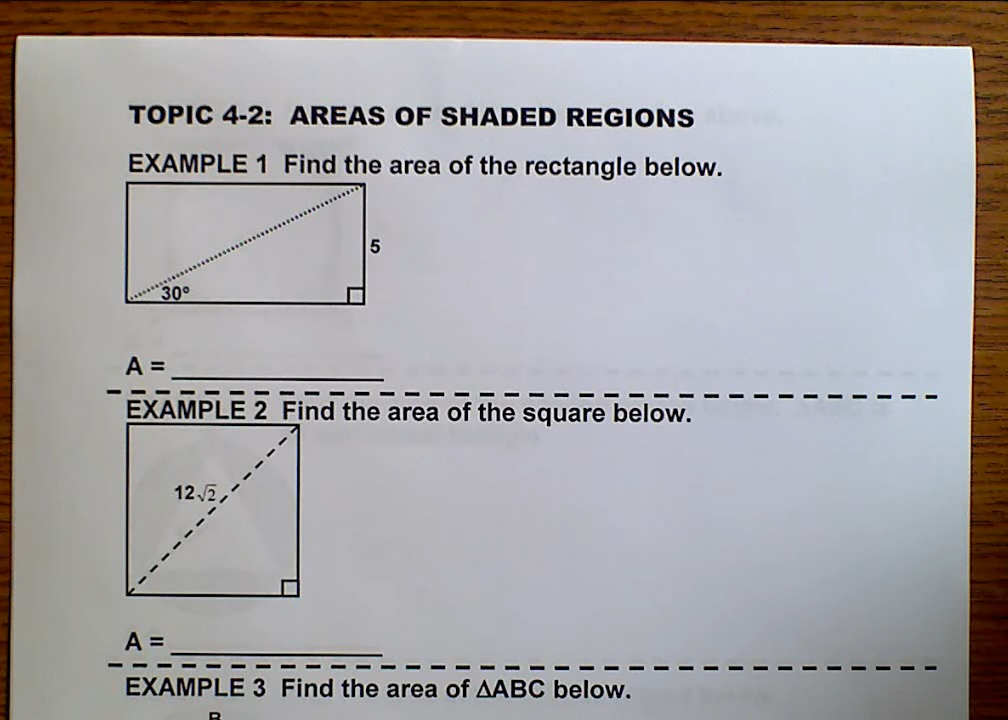 TOPIC 4-2: AREAS OF SHADED REGIONS
EXAMPLE 1 Find the area of the rectangle below.
5
30°
A =
EXAMPLE 2 Find the area of the square below.
12√2
A =
EXAMPLE 3 Find the area of ΔABC below.
B